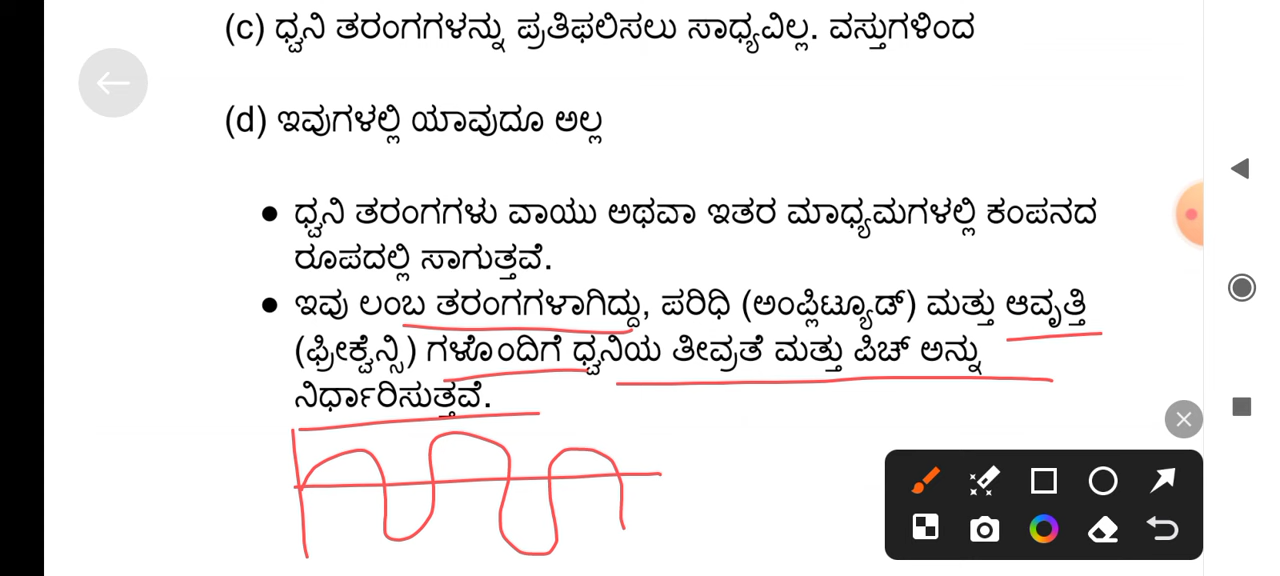 (c) ಧ್ವನಿ ತರಂಗಗಳನ್ನು ಪ್ರತಿಫಲಿಸಲು ಸಾಧ್ಯವಿಲ್ಲ. ವಸ್ತುಗಳಿಂದ
(d) ಇವುಗಳಲ್ಲಿ ಯಾವುದೂ ಅಲ್ಲ
● ಧ್ವನಿ ತರಂಗಗಳು ವಾಯು ಅಥವಾ ಇತರ ಮಾಧ್ಯಮಗಳಲ್ಲಿ ಕಂಪನದ
ರೂಪದಲ್ಲಿ ಸಾಗುತ್ತವೆ.
● ಇವು ಲಂಬ ತರಂಗಗಳಾಗಿದ್ದು, ಪರಿಧಿ (ಅಂಪ್ಲಿಟ್ಯೂಡ್) ಮತ್ತು ಆವೃತ್ತಿ
(ಫ್ರೀಕ್ವೆನ್ಸಿ) ಗಳೊಂದಿಗೆ ಧ್ವನಿಯ ತೀವ್ರತೆ ಮತ್ತು ಪಿಚ್ ಅನ್ನು
ನಿರ್ಧಾರಿಸುತ್ತವೆ.